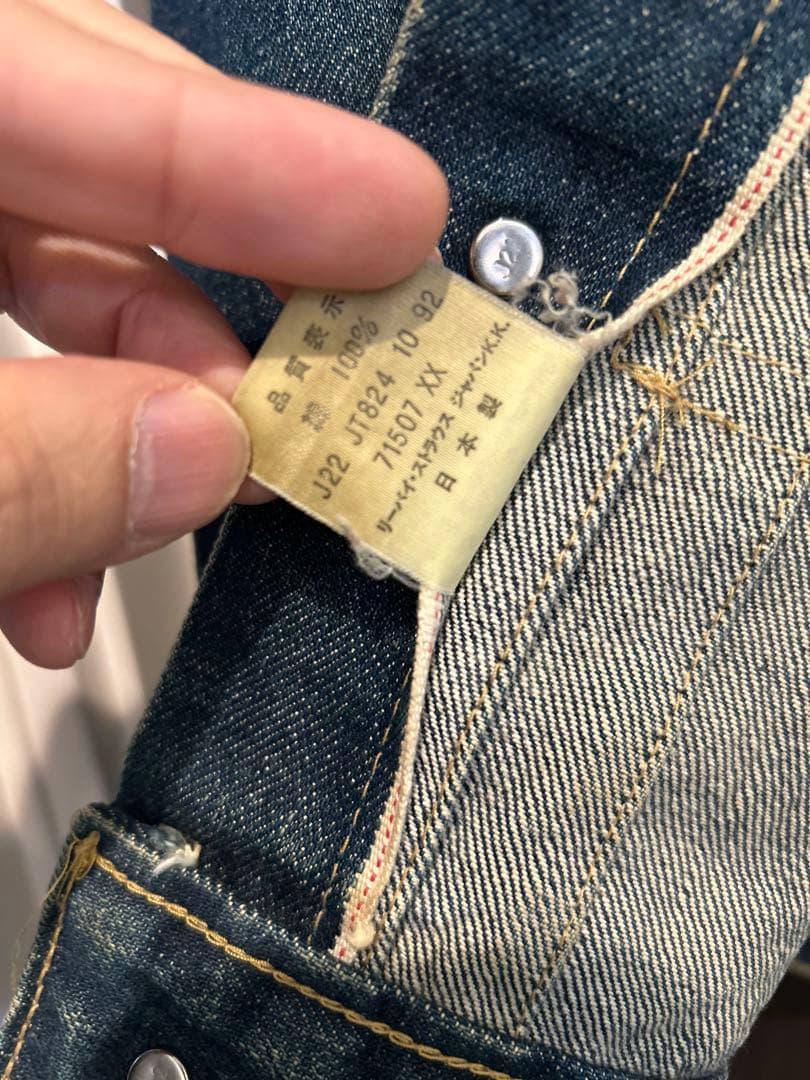 品質表示
綿 100%
J22 JT824 10 92
71507 XX
リーバイ・ストラウス ジャパンK.K.
日本製
J22